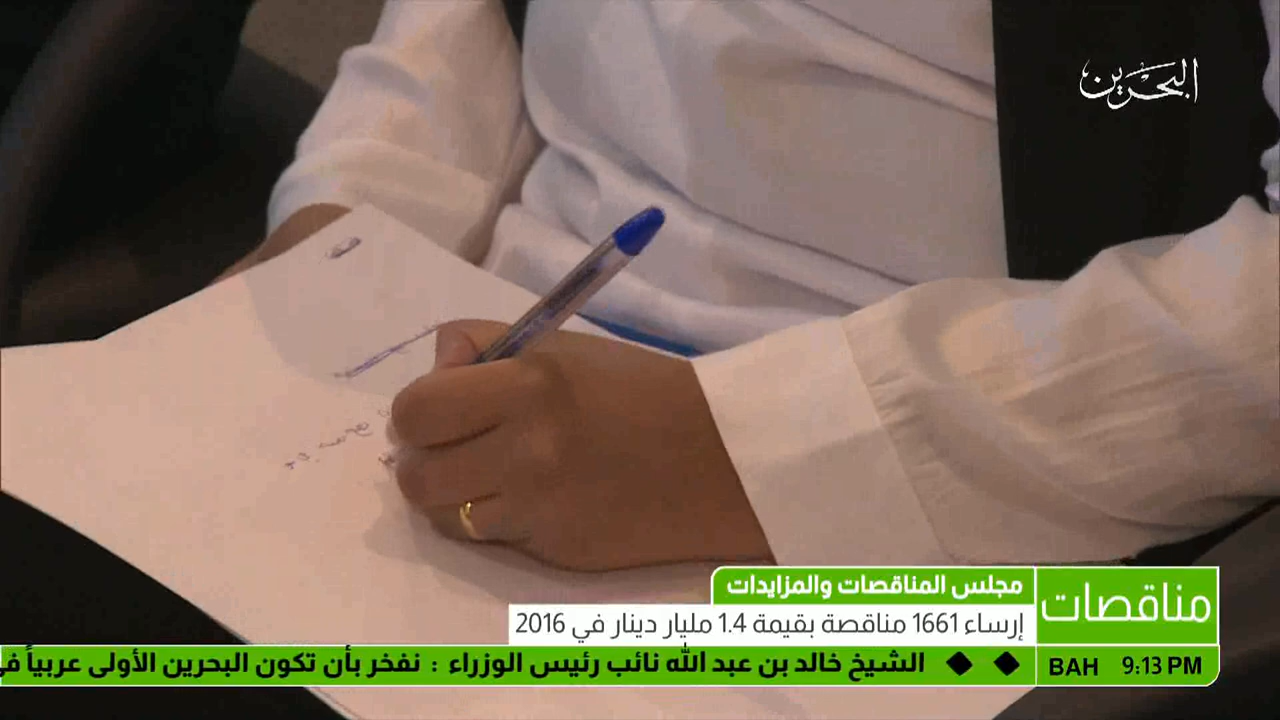 البحرين
مجلس المناقصات والمزايدات
مناقصات
إرساء 1661 مناقصة بقيمة 1.4 مليار دينار في 2016
BAH 9:13 PM
الشيخ خالد بن عبد الله نائب رئيس الوزراء : نفخر بأن تكون البحرين الأولى عربياً